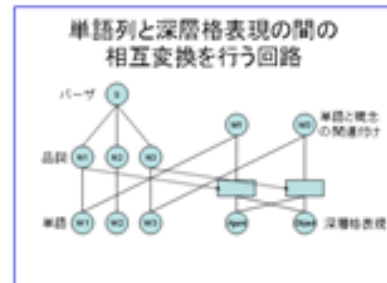 単語列と深層格表現の間の
相互変換を行う回路
パーザ
S
単語と概念
の関連付け
品詞
N1
N2
N3
単語
W1
W2
W3
深層格表現